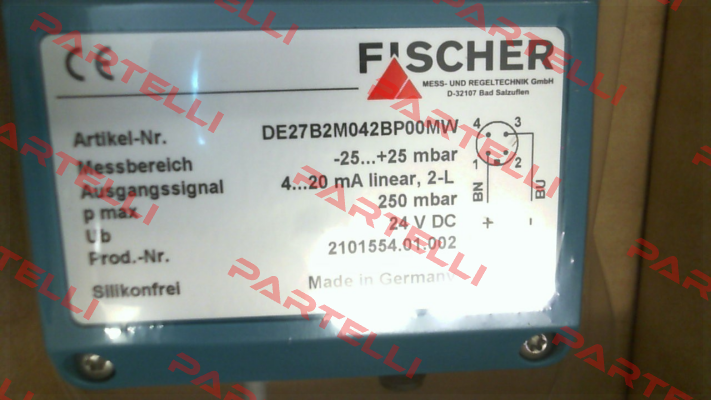 CE
FISCHER
MESS- UND REGELTECHNIK GmbH
D-32107 Bad Salzuflen
Artikel-Nr. DE27B2M042BP00MW
Messbereich -25...+25 mbar
Ausgangssignal 4...20 mA linear, 2-L
p max 250 mbar
Ub 24 V DC
Prod.-Nr. 2101554.01.002
Silikonfrei Made in Germany
4 3
1 2
BN BU
+ -
PARTELLI
PARTELLI
PARTELLI
PARTELLI
PARTELLI
PARTELLI
PARTELLI
PARTELLI